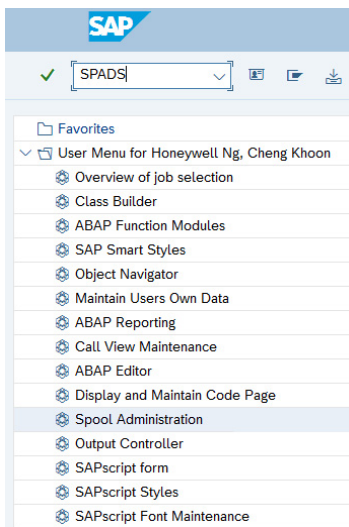 SAP
SPADS
Favorites
User Menu for Honeywell Ng, Cheng Khoon
Overview of job selection
Class Builder
ABAP Function Modules
SAP Smart Styles
Object Navigator
Maintain Users Own Data
ABAP Reporting
Call View Maintenance
ABAP Editor
Display and Maintain Code Page
Spool Administration
Output Controller
SAPscript form
SAPscript Styles
SAPscript Font Maintenance